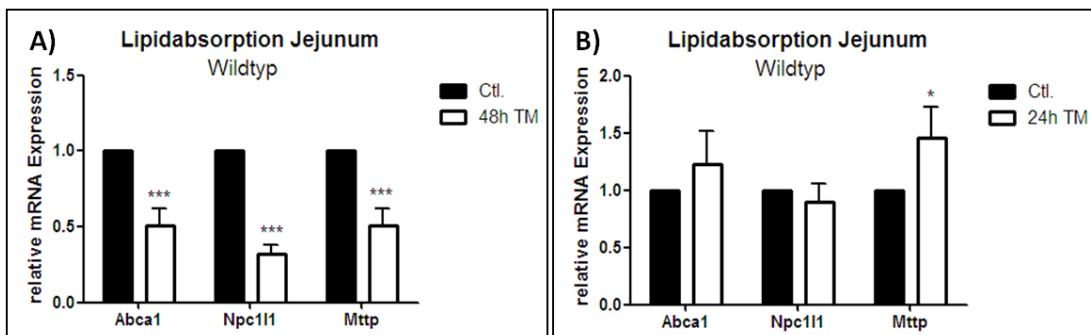 A)
Lipidabsorption Jejunum
Wildtyp
relative mRNA Expression
1.5
1.0
0.5
0.0
***
***
***
Abca1
Npc1l1
Mttp
Ctl.
48h TM
B)
Lipidabsorption Jejunum
Wildtyp
relative mRNA Expression
2.0
1.5
1.0
0.5
0.0
*
Abca1
Npc1l1
Mttp
Ctl.
24h TM